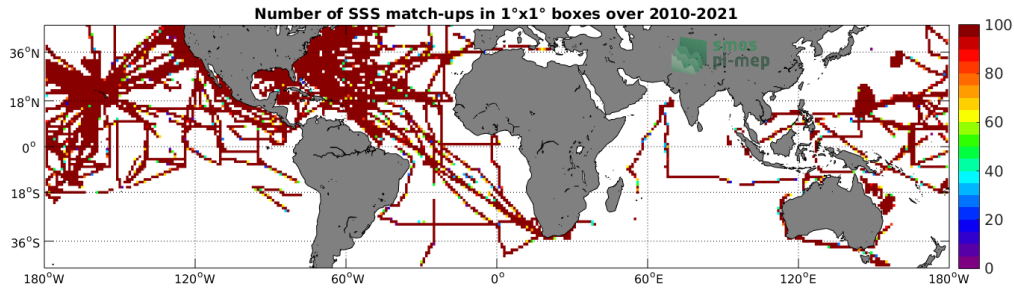 Number of SSS match-ups in 1°x1° boxes over 2010-2021
36°N
18°N
0°
18°S
36°S
180°W
120°W
60°W
0°
60°E
120°E
180°W
100
80
60
40
20
0
smos
pi-mep